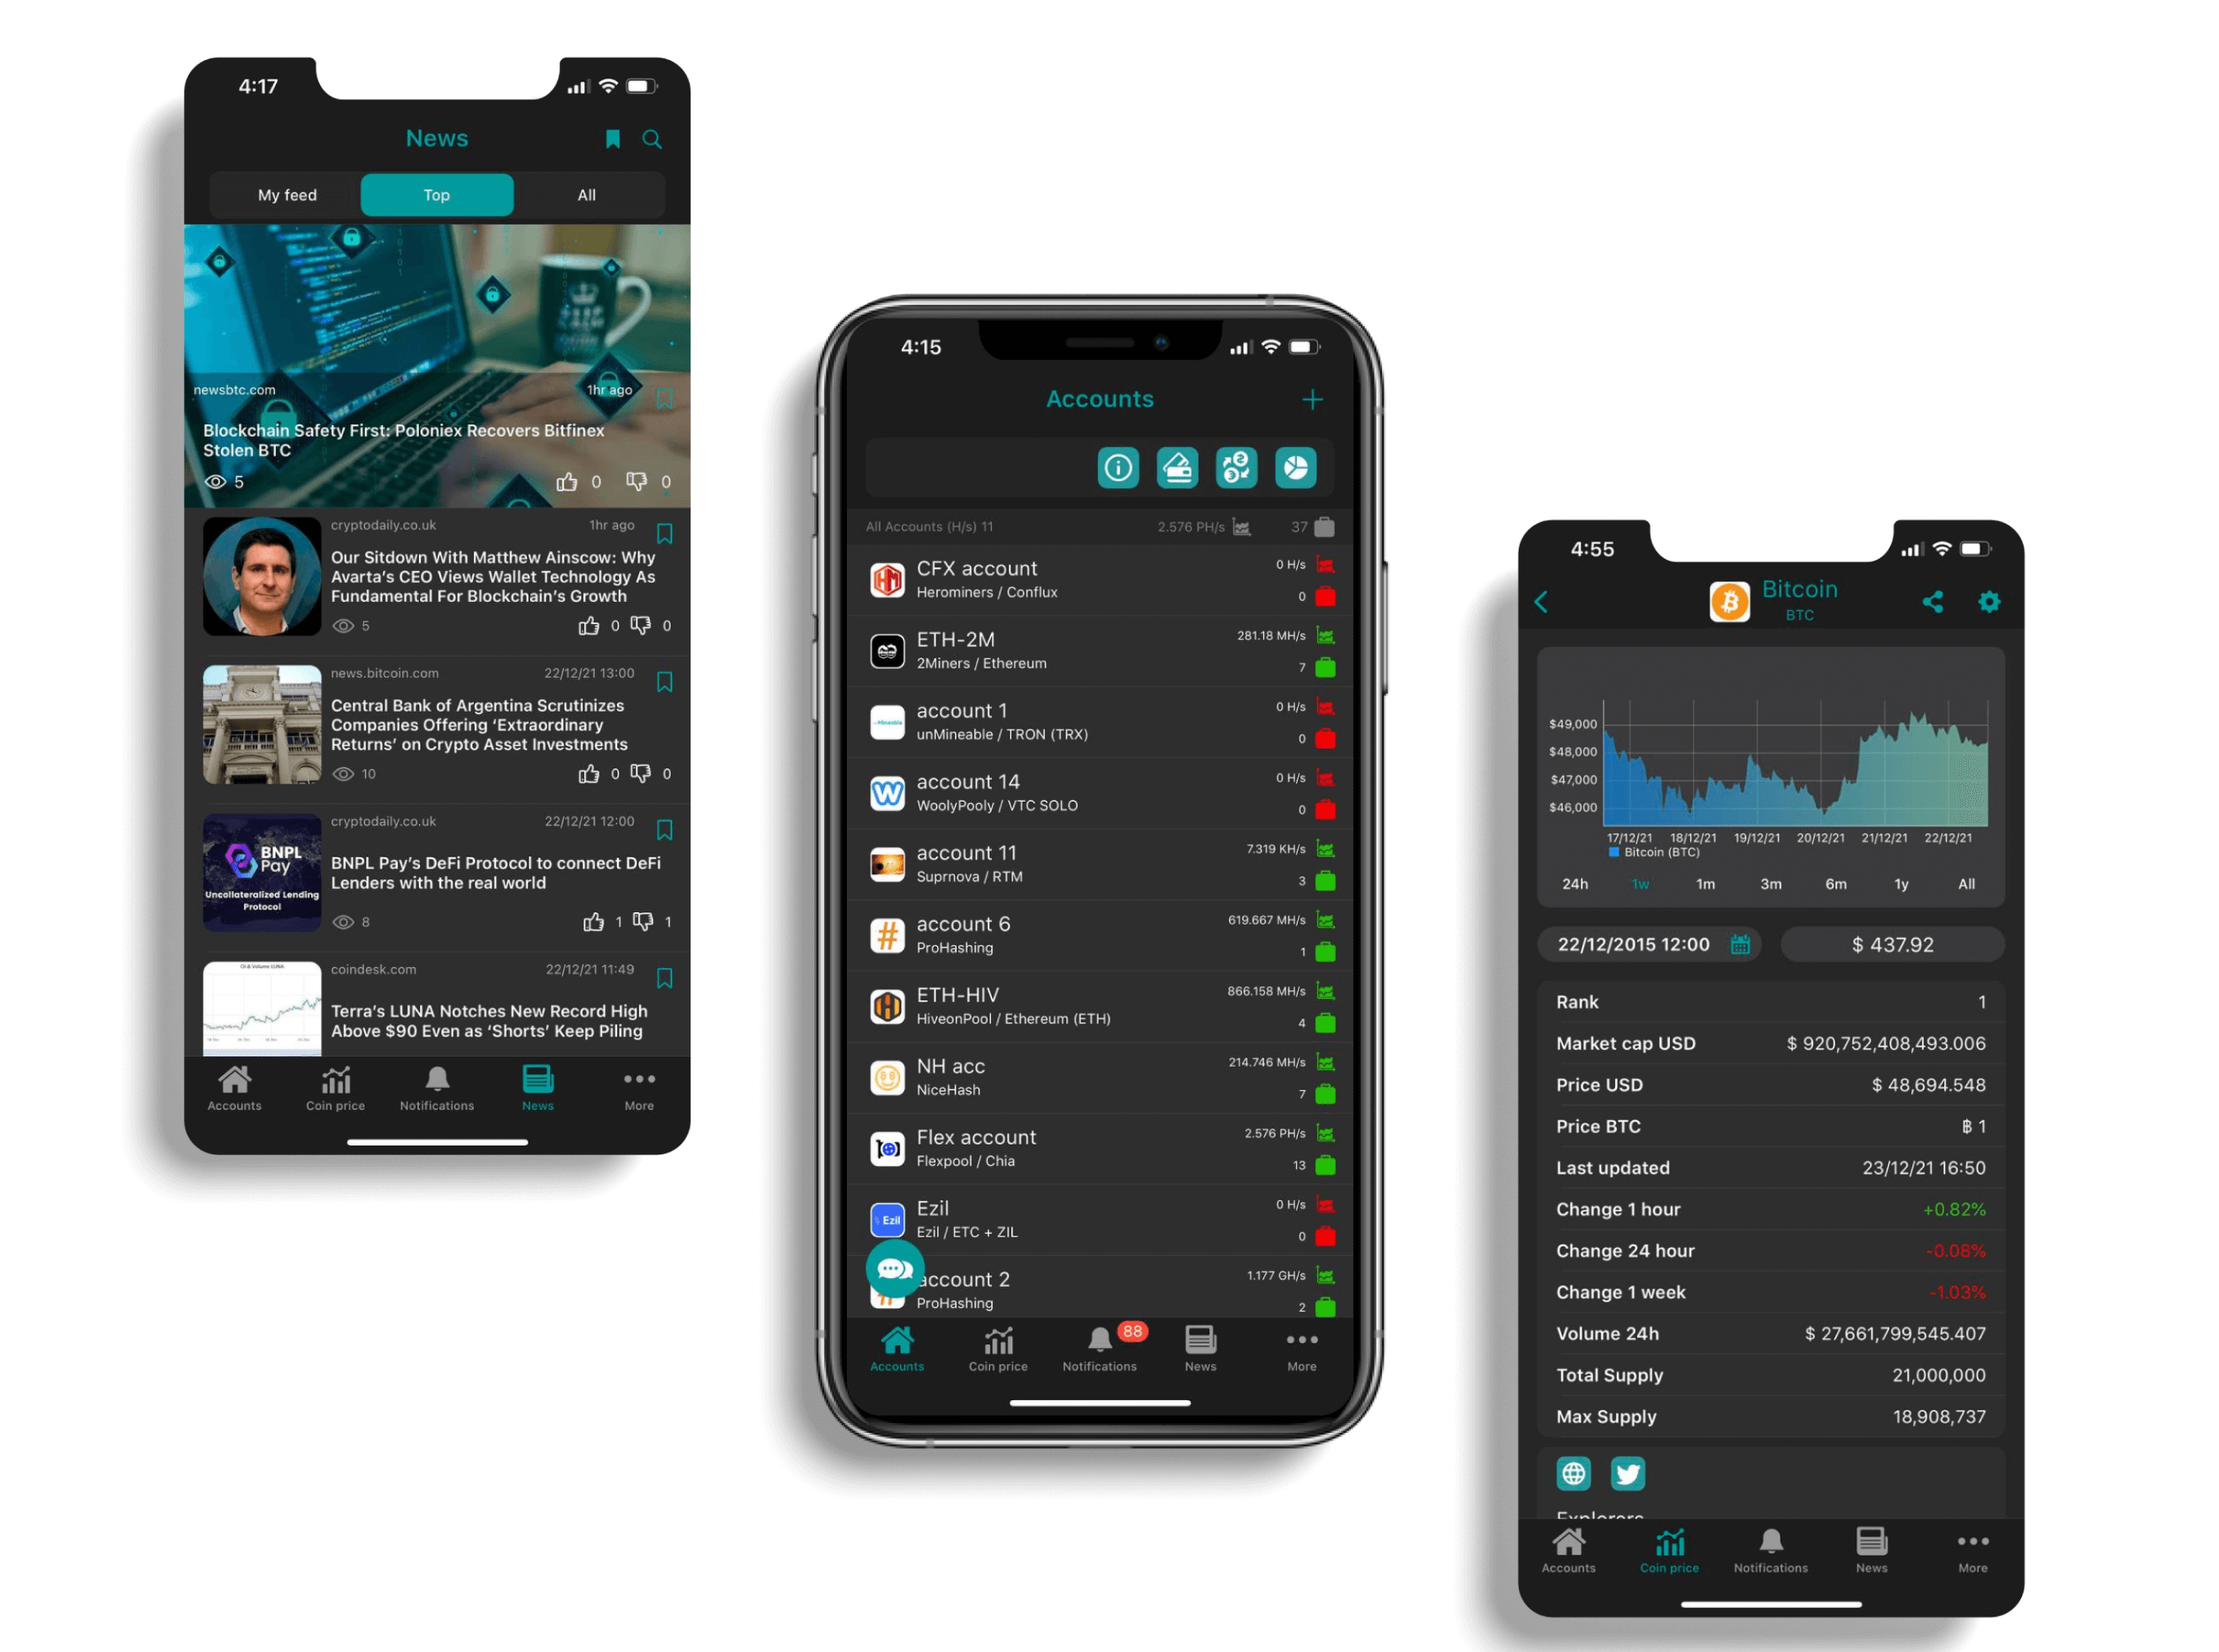 4:17
News
My feed
Top
All
newsbtc.com
1hr ago
Blockchain Safety First: Poloniex Recovers Bitfinex
Stolen BTC
5
0
0
cryptodaily.co.uk
1hr ago
Our Sitdown With Matthew Ainscow: Why
Avarta's CEO Views Wallet Technology As
Fundamental For Blockchain's Growth
5
0
0
news.bitcoin.com
22/12/21 13:00
Central Bank of Argentina Scrutinizes
Companies Offering 'Extraordinary
Returns' on Crypto Asset Investments
10
0
0
BNPL
Pay
Uncollateralized Lending
Protocol
cryptodaily.co.uk
22/12/21 12:00
BNPL Pay's DeFi Protocol to connect DeFi
Lenders with the real world
8
1
1
coindesk.com
22/12/21 11:49
Terra's LUNA Notches New Record High
Above $90 Even as 'Shorts' Keep Piling
Accounts
Coin price
Notifications
News
More
4:15
Accounts
All Accounts (H/s) 11
2.576 PH/s
37
CFX account
Herominers / Conflux
0 H/s
0
ETH-2M
2Miners / Ethereum
281.18 MH/s
7
account 1
unMineable / TRON (TRX)
0 H/s
0
account 14
WoolyPooly / VTC SOLO
0 H/s
0
account 11
Suprnova / RTM
7.319 KH/s
3
account 6
ProHashing
619.667 MH/s
1
ETH-HIV
HiveonPool / Ethereum (ETH)
866.158 MH/s
4
NH acc
NiceHash
214.746 MH/s
7
Flex account
Flexpool / Chia
2.576 PH/s
13
Ezil
Ezil
Ezil / ETC + ZIL
0 H/s
0
account 2
ProHashing
1.177 GH/s
2
Accounts
Coin price
88
Notifications
News
More
4:55
Bitcoin
BTC
$49,000
$48,000
$47,000
$46,000
17/12/21 18/12/21 19/12/21 20/12/21 21/12/21 22/12/21
Bitcoin (BTC)
24h 1w 1m 3m 6m 1y All
22/12/2015 12:00
$ 437.92
Rank 1
Market cap USD $ 920,752,408,493.006
Price USD $ 48,694.548
Price BTC ฿ 1
Last updated 23/12/21 16:50
Change 1 hour +0.82%
Change 24 hour -0.08%
Change 1 week -1.03%
Volume 24h $ 27,661,799,545.407
Total Supply 21,000,000
Max Supply 18,908,737
Explorers
Accounts
Coin price
Notifications
News
More